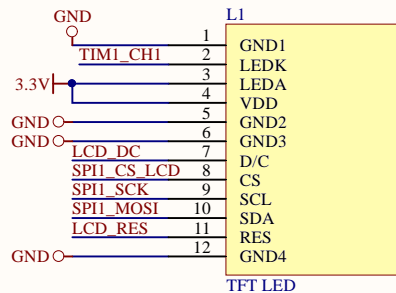 GND
L1
1 GND1
TIM1_CH1 2 LEDK
3 LEDA
3.3V
4 VDD
GND 5 GND2
GND 6 GND3
LCD_DC 7 D/C
SPI1_CS_LCD 8 CS
SPI1_SCK 9 SCL
SPI1_MOSI 10 SDA
LCD_RES 11 RES
GND 12 GND4
TFT LED